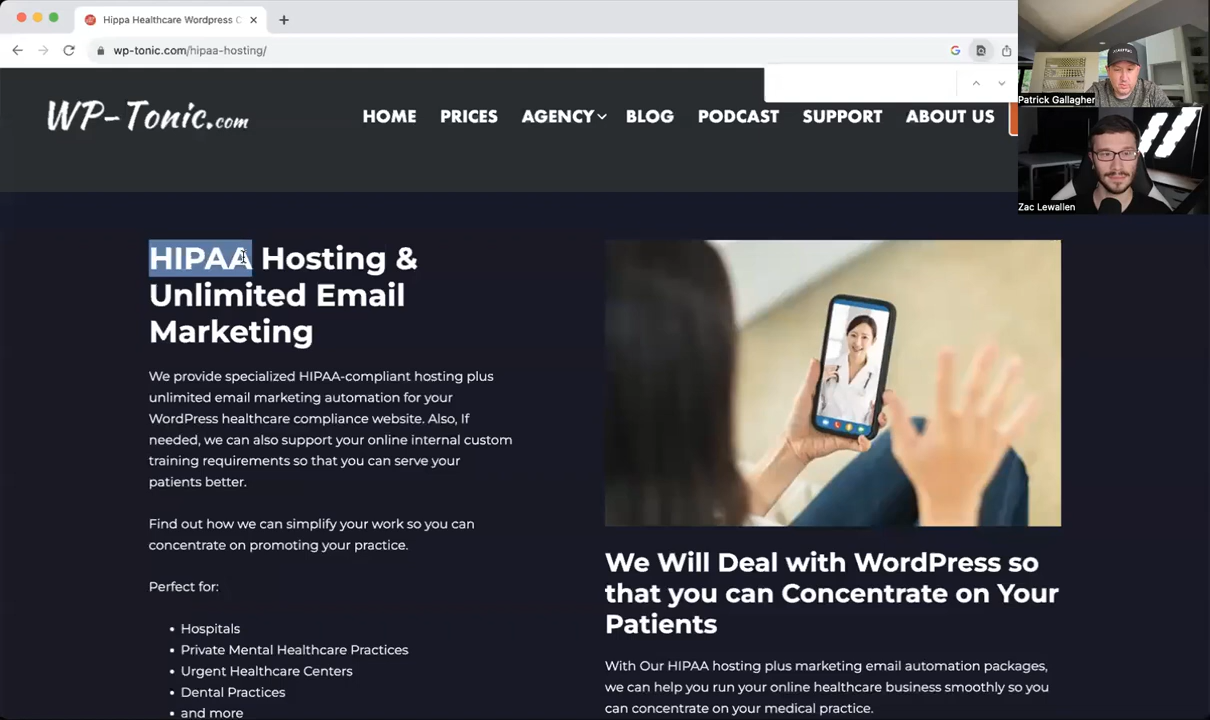 Hippa Healthcare Wordpress C
wp-tonic.com/hipaa-hosting/
WP-Tonic.com
HOME PRICES AGENCY BLOG PODCAST SUPPORT ABOUT US
Patrick Gallagher
Zac Lewallen
HIPAA Hosting &
Unlimited Email
Marketing
We provide specialized HIPAA-compliant hosting plus
unlimited email marketing automation for your
WordPress healthcare compliance website. Also, If
needed, we can also support your online internal custom
training requirements so that you can serve your
patients better.
Find out how we can simplify your work so you can
concentrate on promoting your practice.
Perfect for:
• Hospitals
• Private Mental Healthcare Practices
• Urgent Healthcare Centers
• Dental Practices
• and more
We Will Deal with WordPress so
that you can Concentrate on Your
Patients
With Our HIPAA hosting plus marketing email automation packages,
we can help you run your online healthcare business smoothly so you
can concentrate on your medical practice.